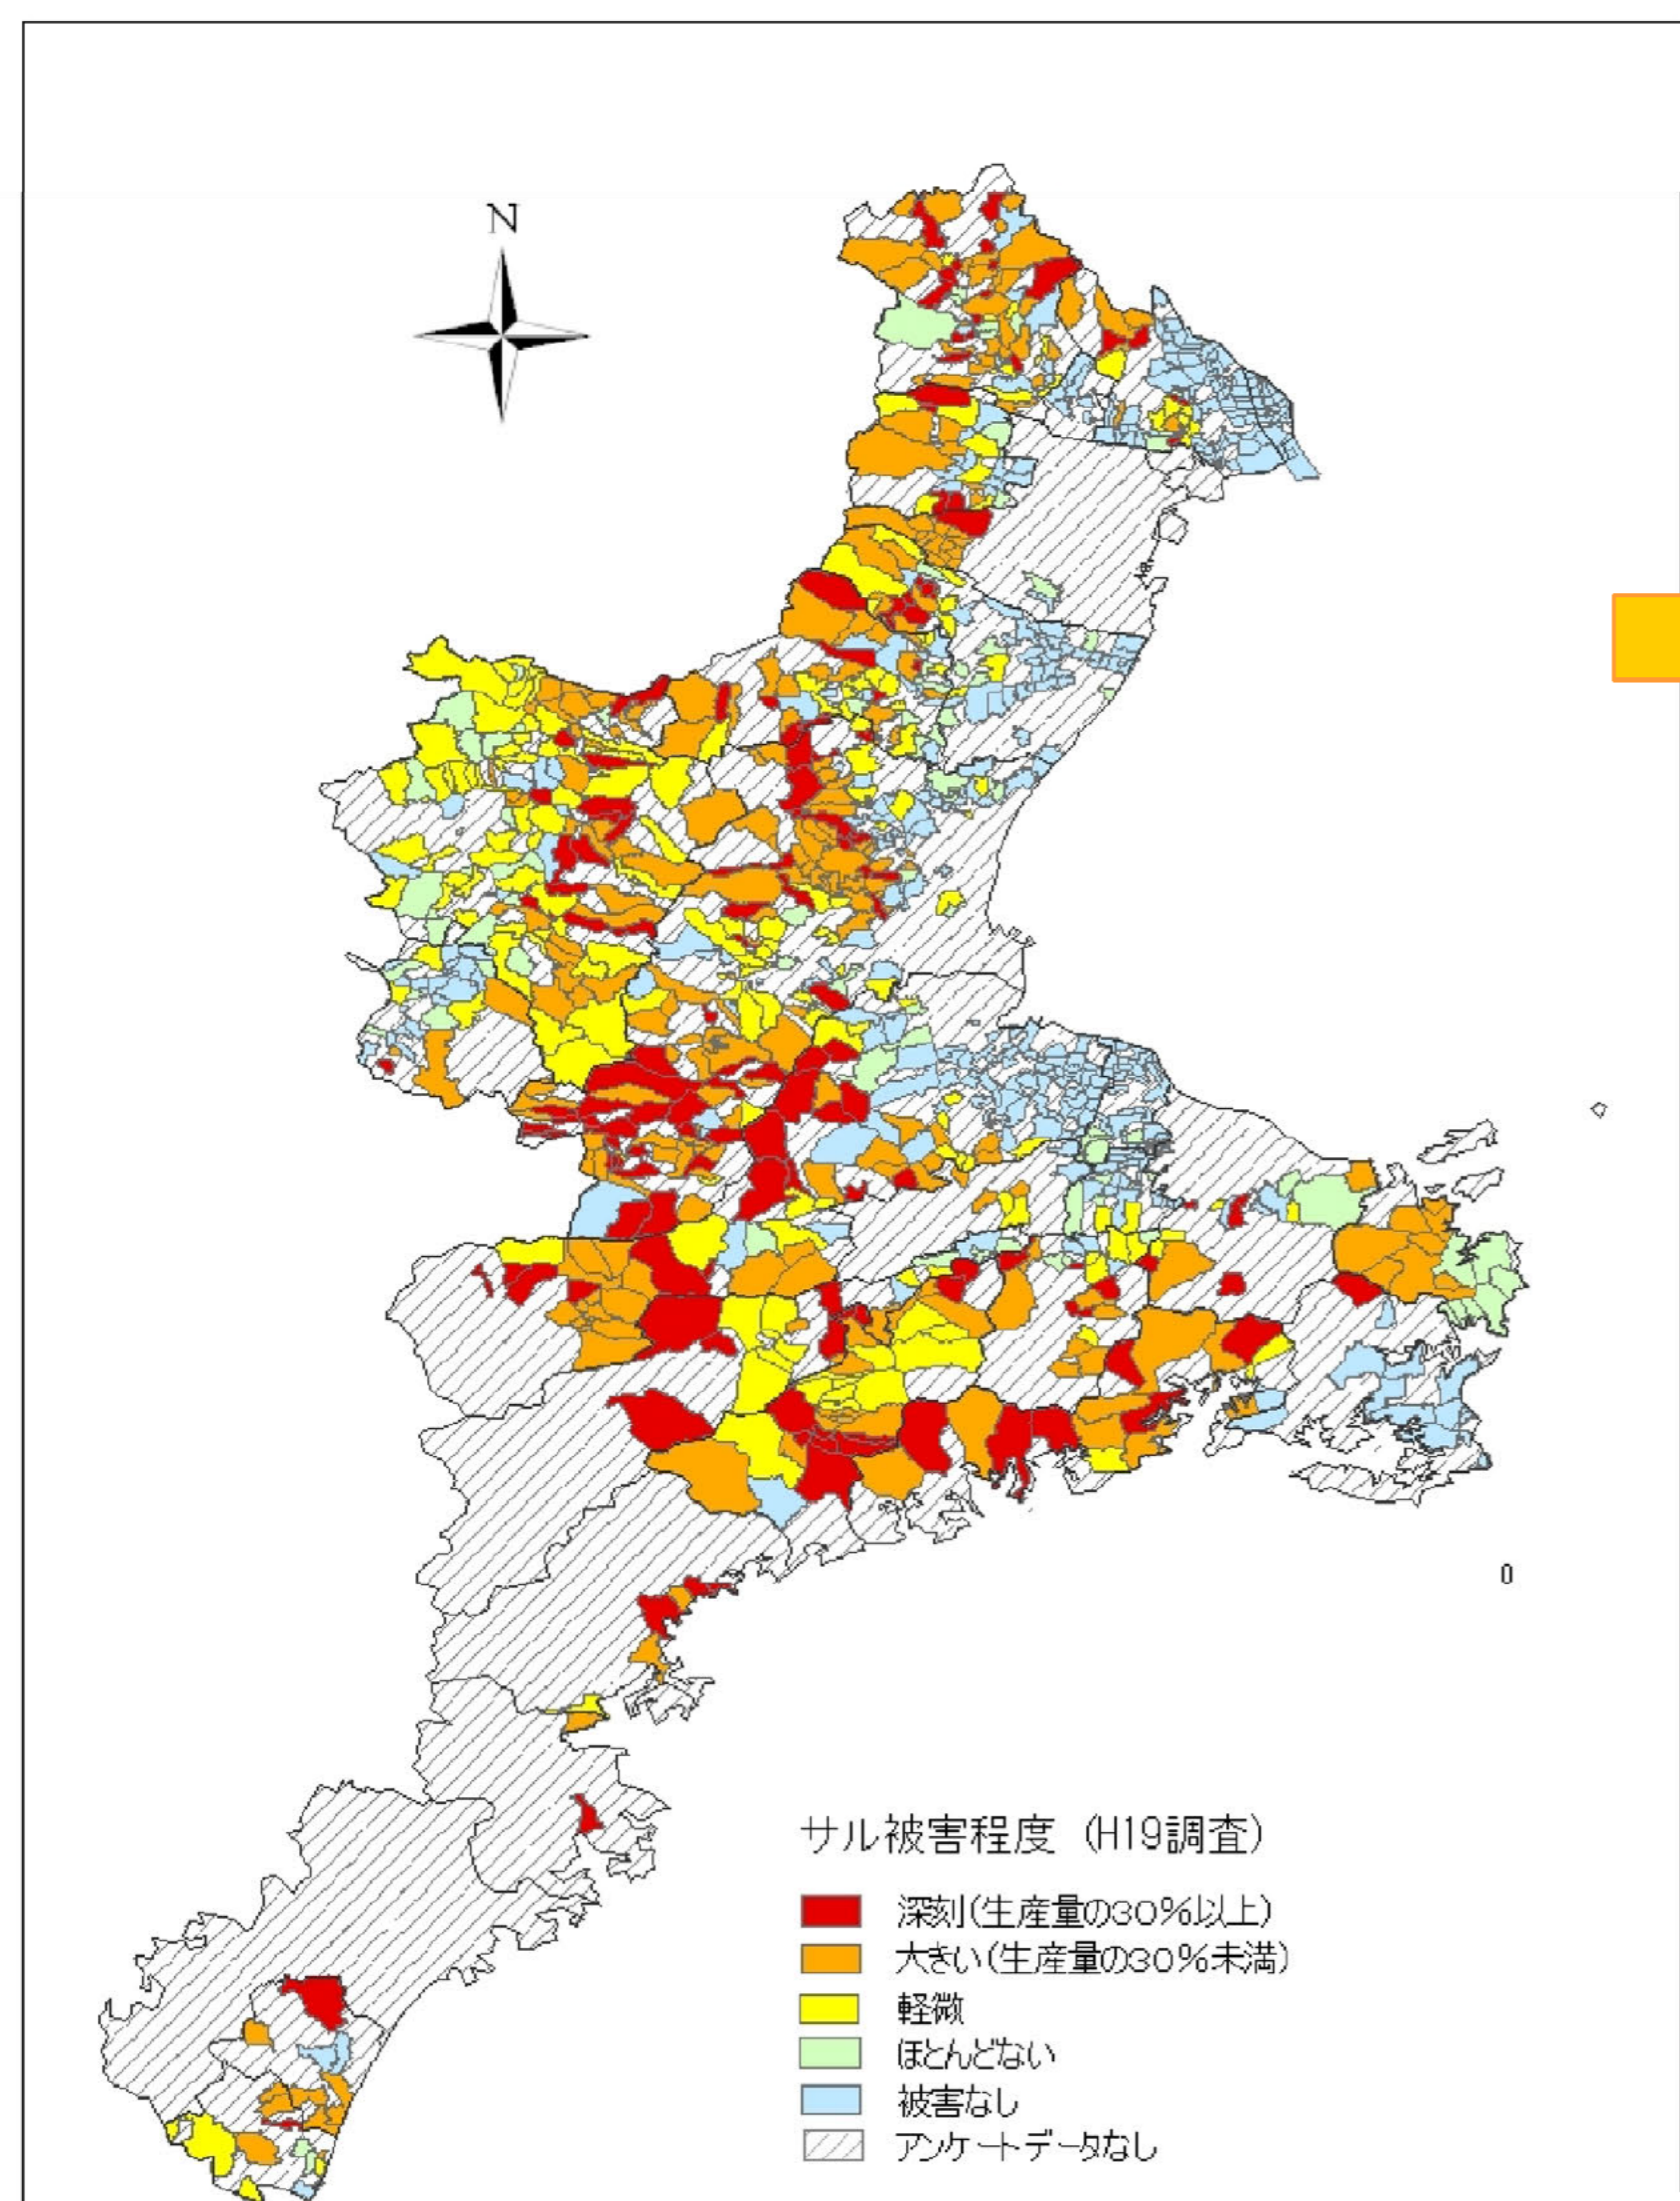 N
0
サル被害程度 (H19調査)
深刻(生産量の30%以上)
大きい(生産量の30%未満)
軽微
ほとんどない
被害なし
アンケートデータなし